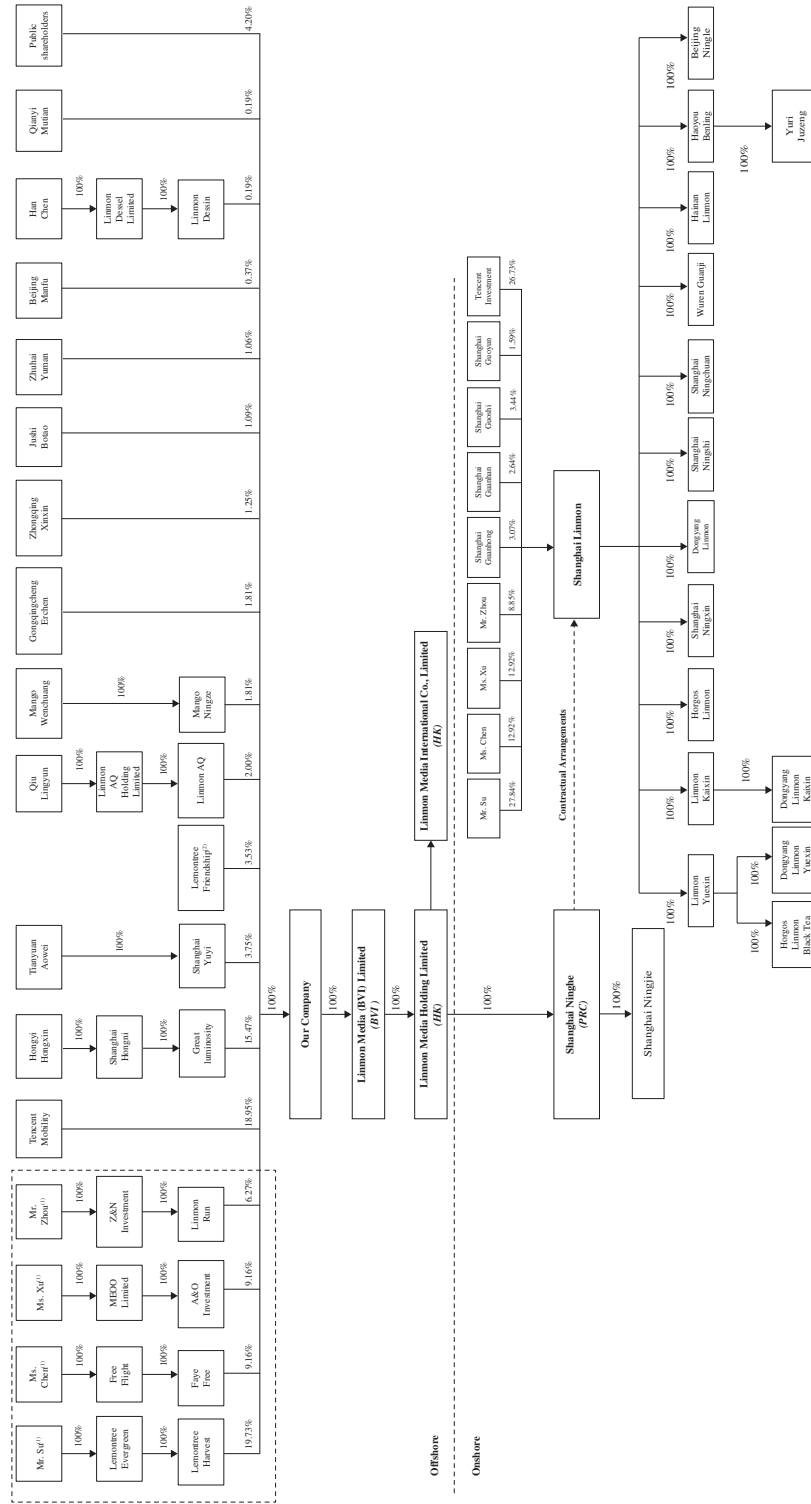 Mr. Su(1)
Ms.
Chen(1)
Ms. Xu(1)
Mr.
Zhou(1)
Tencent
Mobility
Hongyi
Hongxin
Tianyuan
Aowei
Qiu
Lingyun
Mango
Wenchuang
Gongqingcheng
Erchen
Zhongqing
Xinxin
Jushi
Botao
Zhuhai
Yuman
Beijing
Manfu
Han
Chen
Qianyi
Mutian
Public
shareholders
100%
100%
100%
100%
100%
100%
100%
100%
100%
Lemontree
Evergreen
Free
Flight
MEOO
Limited
Z&N
Investment
Shanghai
Hongni
Linmon
AQ
Holding
Limited
Linmon
Dessel
Limited
100%
100%
100%
100%
100%
100%
100%
Lemontree
Harvest
Faye
Free
A&O
Investment
Linmon
Run
Great
luminosity
Shanghai
Yuyi
Lemontree
Friendship(2)
Linmon AQ
Mango
Ningze
Linmon
Dessin
19.73%
9.16%
9.16%
6.27%
18.95%
15.47%
3.75%
3.53%
2.00%
1.81%
1.81%
1.25%
1.09%
1.06%
0.37%
0.19%
0.19%
4.20%
100%
Our Company
100%
Linmon Media (BVI) Limited
(BVI)
100%
Linmon Media Holding Limited
(HK)
Linmon Media International Co., Limited
(HK)
Offshore
Onshore
100%
Mr. Su
Ms. Chen
Ms. Xu
Mr. Zhou
Shanghai
Guanhong
Shanghai
Guanhan
Shanghai
Guoshi
Shanghai
Guoyun
Tencent
Investment
27.84%
12.92%
12.92%
8.85%
3.07%
2.64%
3.44%
1.59%
26.73%
Shanghai Ninghe
(PRC)
Contractual Arrangements
Shanghai Linmon
100%
Shanghai Ningjie
100%
100%
100%
100%
100%
100%
100%
100%
100%
100%
100%
Linmon
Yuexin
Linmon
Kaixin
Horgos
Linmon
Shanghai
Ningxin
Dongyang
Linmon
Shanghai
Ningshi
Shanghai
Ningchuan
Wuren Guanji
Hainan
Linmon
Haoyou
Benling
Beijing
Ningle
100%
100%
100%
100%
Horgos
Linmon
Black Tea
Dongyang
Linmon
Yuexin
Dongyang
Linmon
Kaixin
Yuri
Juzeng